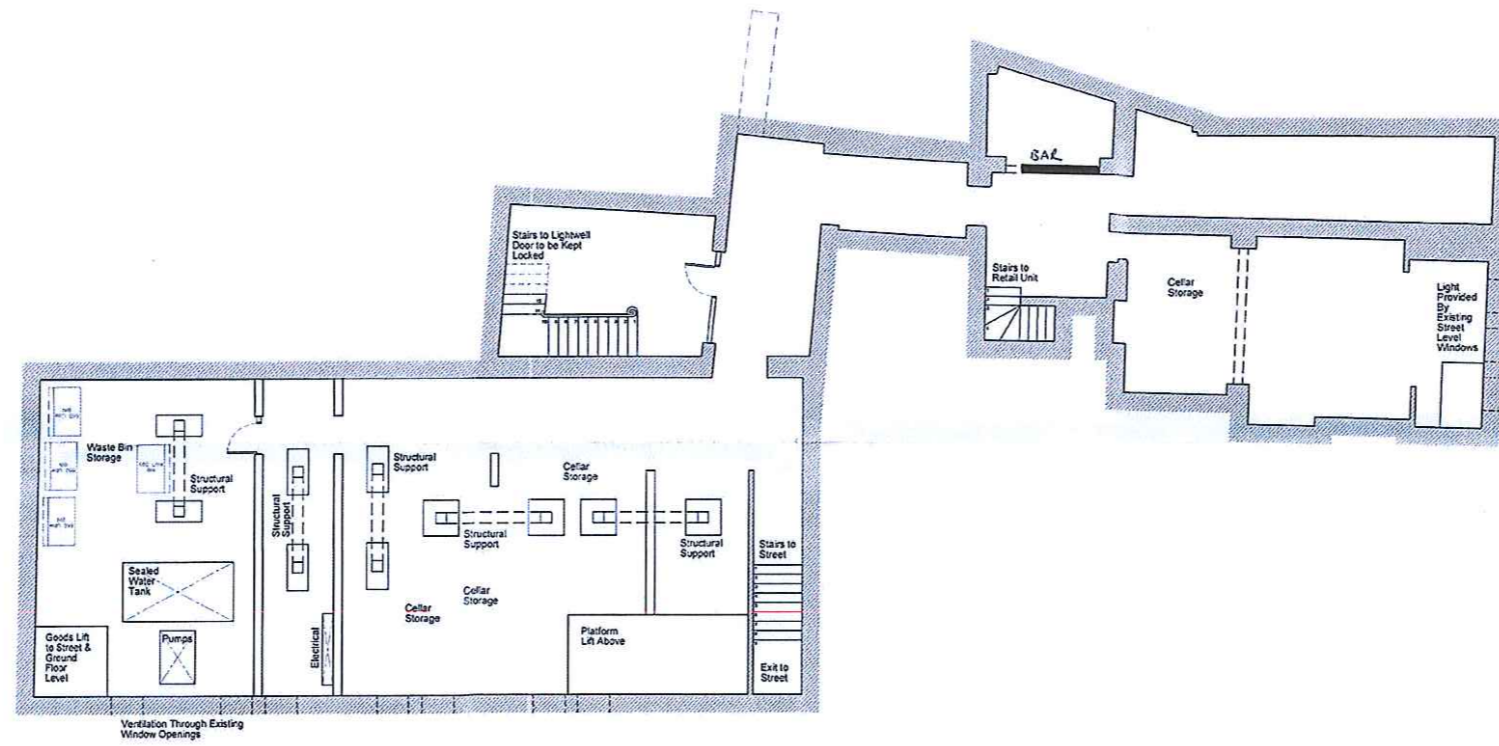 BAR
Stairs to Lightwell
Door to be Kept
Locked
Stairs to
Retail Unit
Cellar
Storage
Light
Provided
By
Existing
Street
Level
Windows
Waste Bin
Storage
Structural
Support
Structural
Support
Structural
Support
Cellar
Storage
Structural
Support
Structural
Support
Stairs to
Street
Sealed
Water
Tank
Cellar
Storage
Cellar
Storage
Goods Lift
to Street &
Ground
Floor
Level
Pumps
Electrical
Platform
Lift Above
Exit to
Street
Ventilation Through Existing
Window Openings